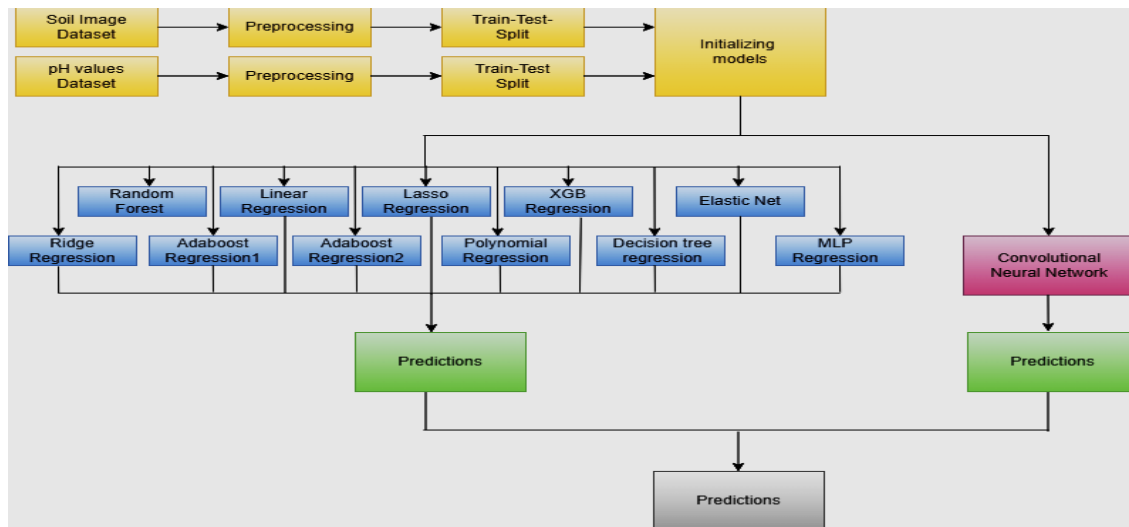 Soil Image
Dataset
Preprocessing
Train-Test-
Split
Initializing
models
pH values
Dataset
Preprocessing
Train-Test
Split
Random
Forest
Linear
Regression
Lasso
Regression
XGB
Regression
Elastic Net
Ridge
Regression
Adaboost
Regression1
Adaboost
Regression2
Polynomial
Regression
Decision tree
regression
MLP
Regression
Convolutional
Neural Network
Predictions
Predictions
Predictions